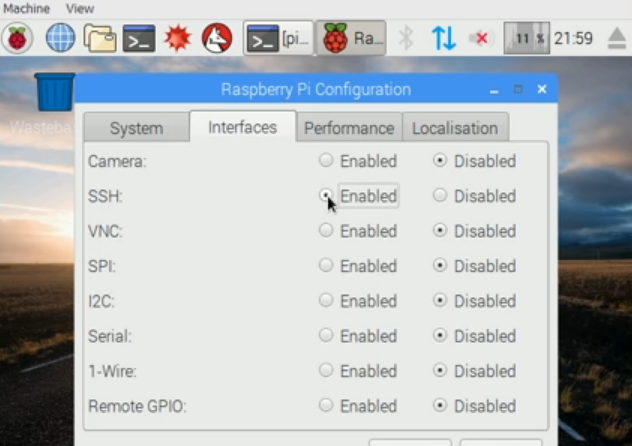 Machine View
[pi... Ra... 11 % 21:59
Wasteba
Raspberry Pi Configuration
System Interfaces Performance Localisation
Camera: Enabled Disabled
SSH: Enabled Disabled
VNC: Enabled Disabled
SPI: Enabled Disabled
I2C: Enabled Disabled
Serial: Enabled Disabled
1-Wire: Enabled Disabled
Remote GPIO: Enabled Disabled